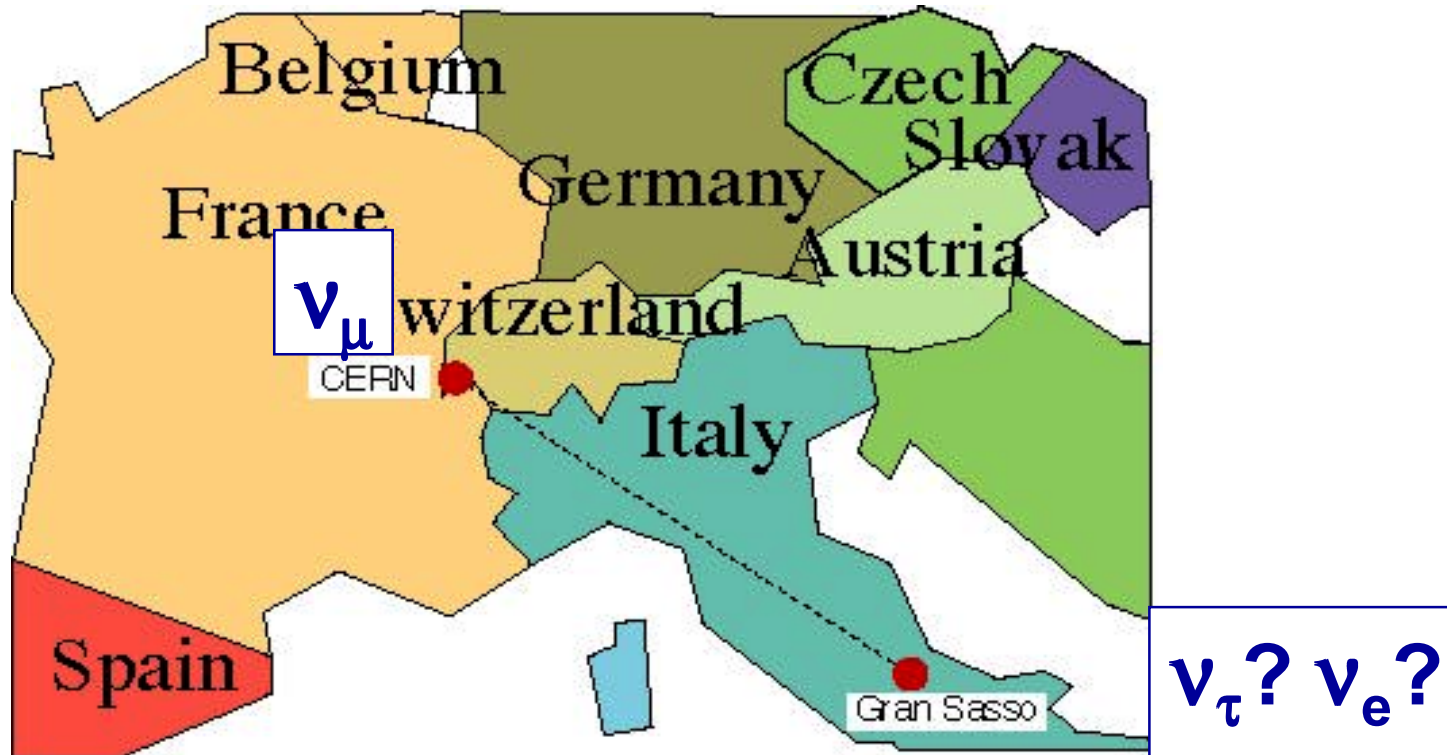 Belgium
Czech
Slovak
Germany
France
Austria
νμ
witzerland
CERN
Italy
Spain
Gran Sasso
ντ? νe?